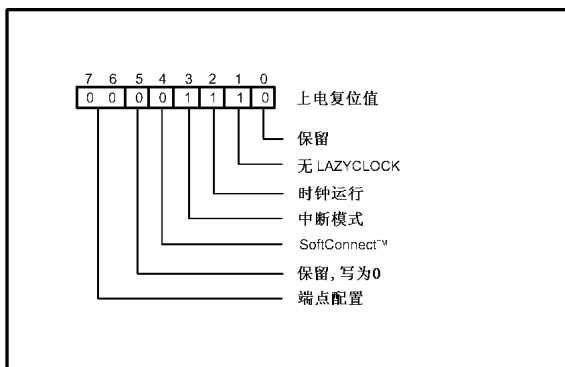 7 6 5 4 3 2 1 0
0 0 0 0 1 1 1 0 上电复位值
保留
无 LAZYCLOCK
时钟运行
中断模式
SoftConnect™
保留, 写为0
端点配置